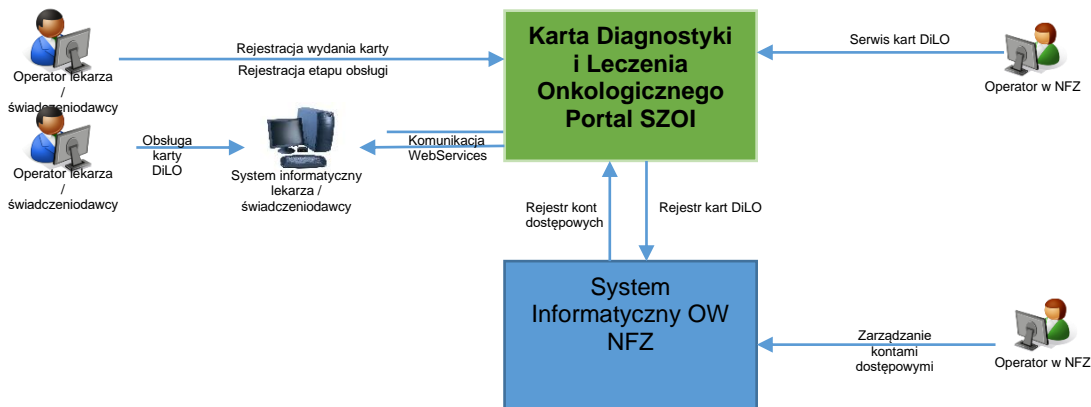 Rejestracja wydania karty
Rejestracja etapu obsługi
Operator lekarza
/
świadczeniodawcy
Karta Diagnostyki
i Leczenia
Onkologicznego
Portal SZOI
Serwis kart DiLO
Operator w NFZ
Operator lekarza
/
świadczeniodawcy
Obsługa
karty
DiLO
System informatyczny
lekarza /
świadczeniodawcy
Komunikacja
WebServices
Rejestr kont
dostępowych
Rejestr kart DiLO
System
Informatyczny OW
NFZ
Zarządzanie
kontami
dostępowymi
Operator w NFZ